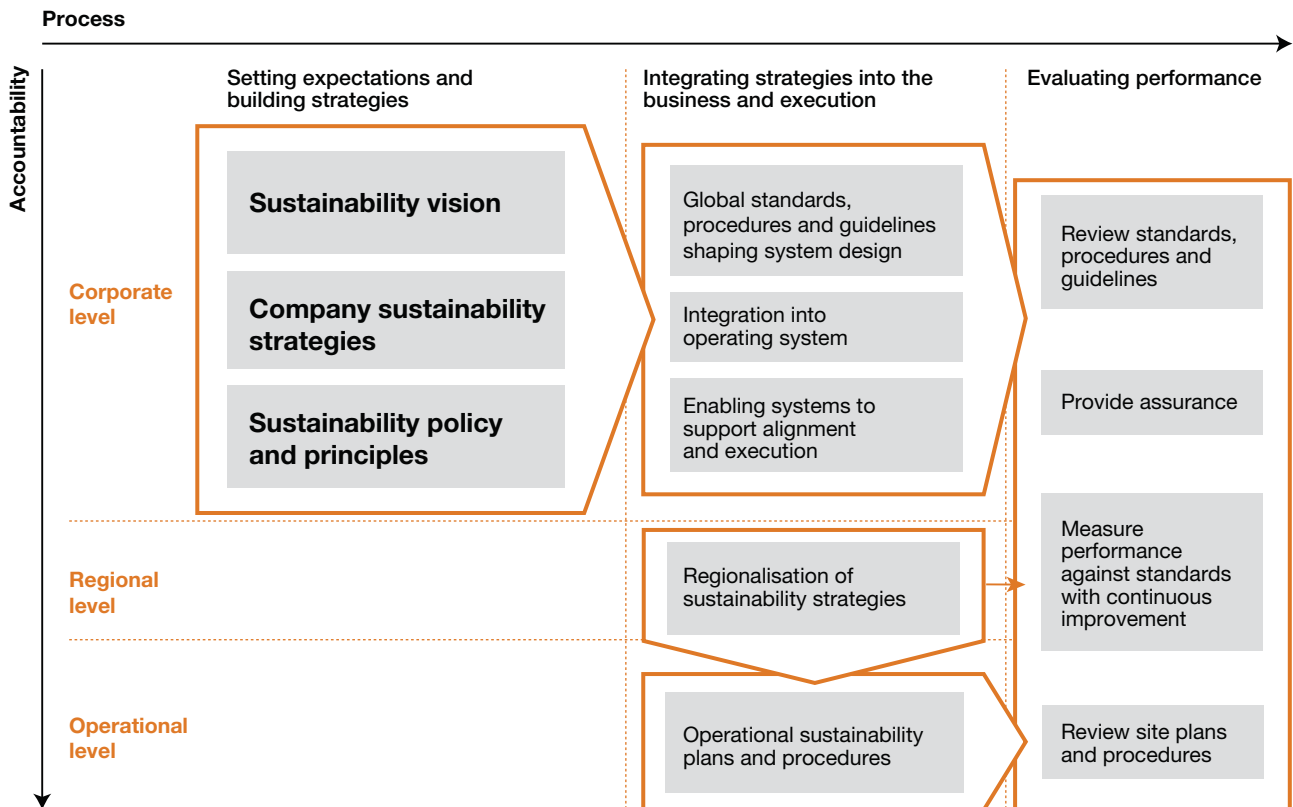 Process
Accountability
Setting expectations and
building strategies
Integrating strategies into the
business and execution
Evaluating performance
Corporate
level
Sustainability vision
Company sustainability
strategies
Sustainability policy
and principles
Global standards,
procedures and guidelines
shaping system design
Integration into
operating system
Enabling systems to
support alignment
and execution
Review standards,
procedures and
guidelines
Provide assurance
Measure
performance
against standards
with continuous
improvement
Regional
level
Regionalisation of
sustainability strategies
Operational
level
Operational sustainability
plans and procedures
Review site plans
and procedures